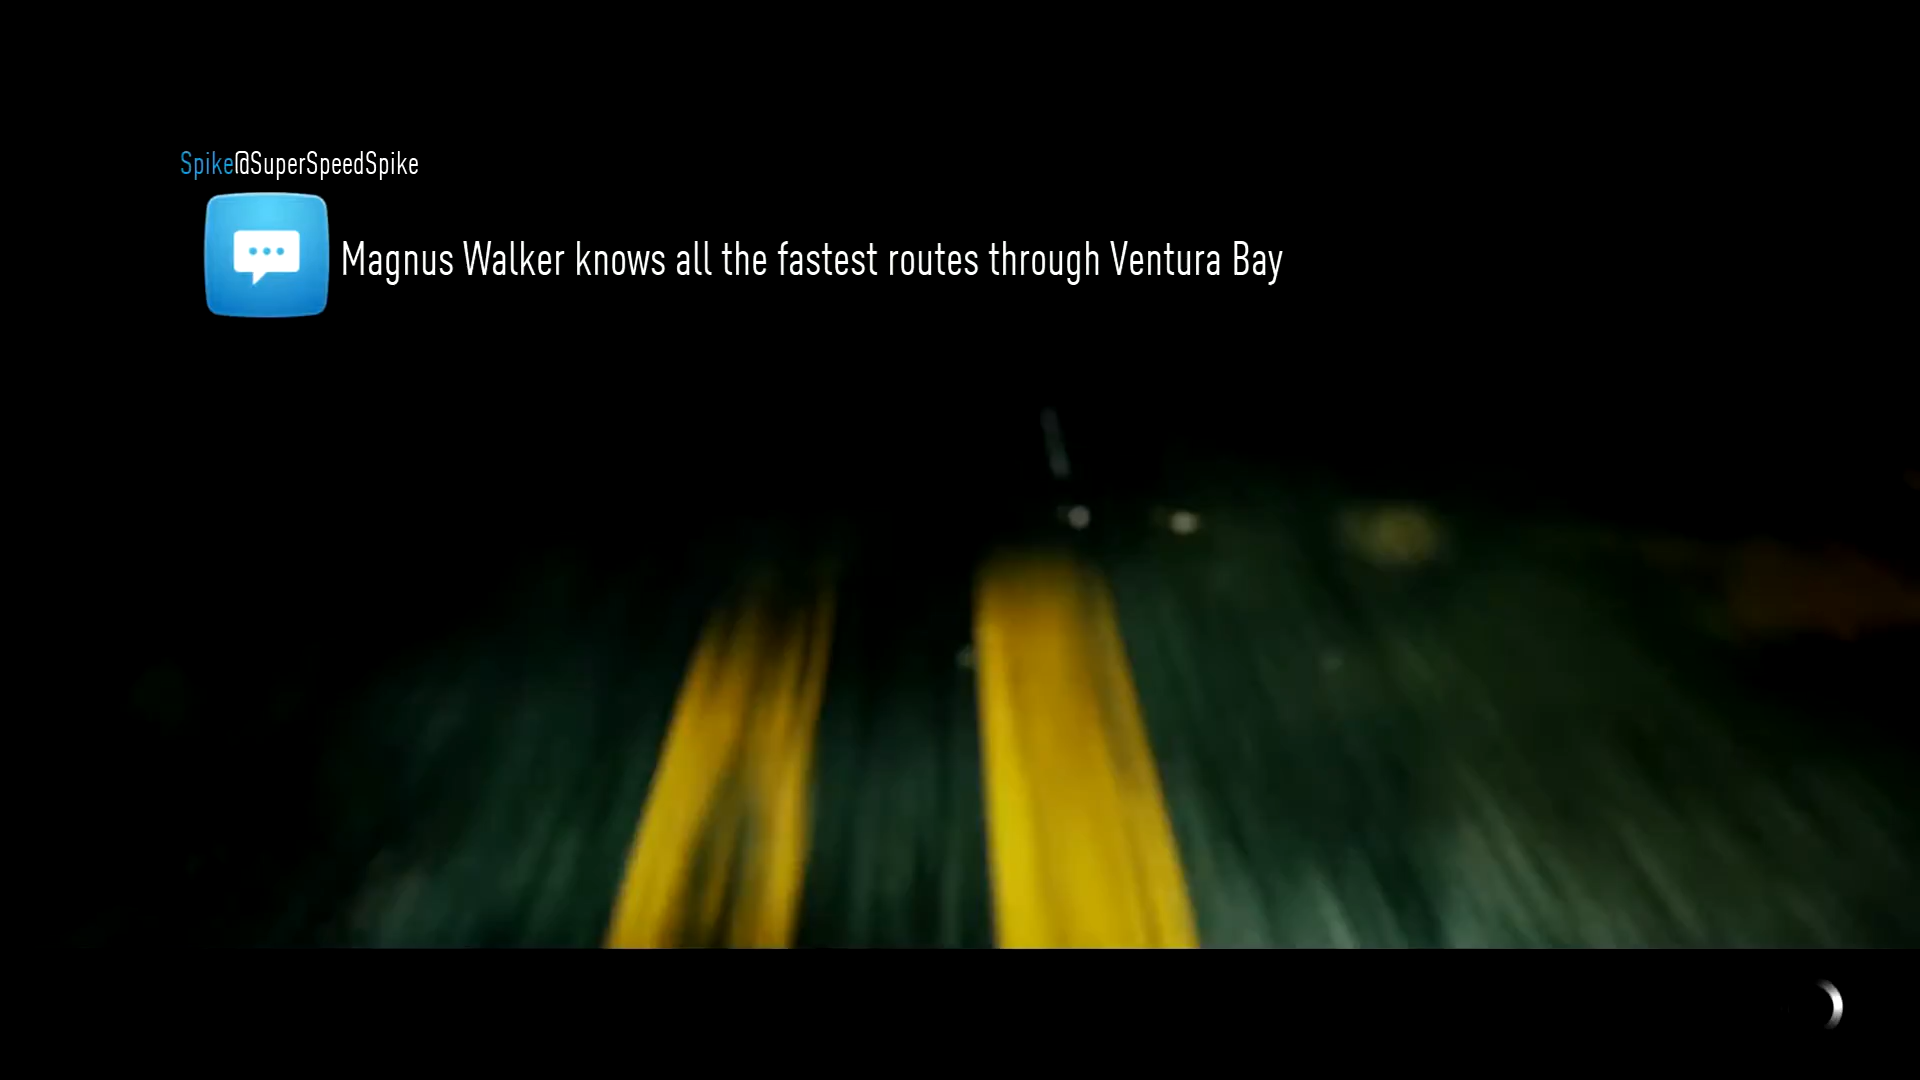 Spike@SuperSpeedSpike
Magnus Walker knows all the fastest routes through Ventura Bay